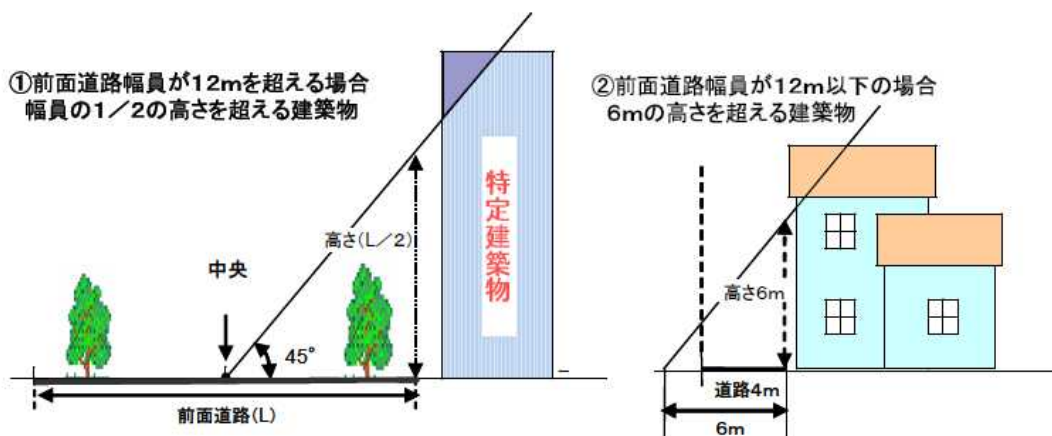 ①前面道路幅員が12mを超える場合
幅員の1/2の高さを超える建築物
中央
45°
高さ(L/2)
特定建築物
前面道路(L)
②前面道路幅員が12m以下の場合
6mの高さを超える建築物
高さ6m
道路4m
6m